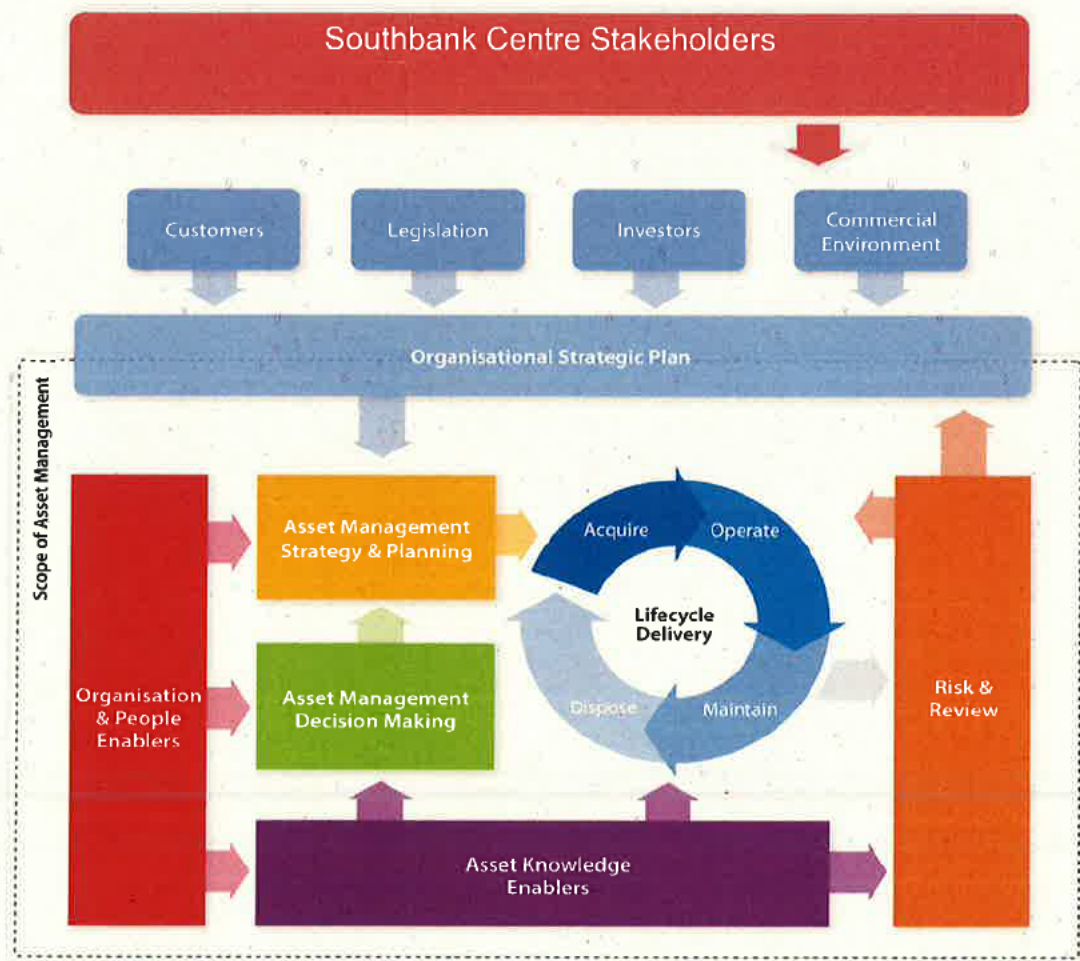 Southbank Centre Stakeholders
Customers
Legislation
Investors
Commercial
Environment
Organisational Strategic Plan
Scope of Asset Management
Organisation
& People
Enablers
Asset Management
Strategy & Planning
Asset Management
Decision Making
Acquire
Operate
Lifecycle
Delivery
Dispose
Maintain
Risk &
Review
Asset Knowledge
Enablers